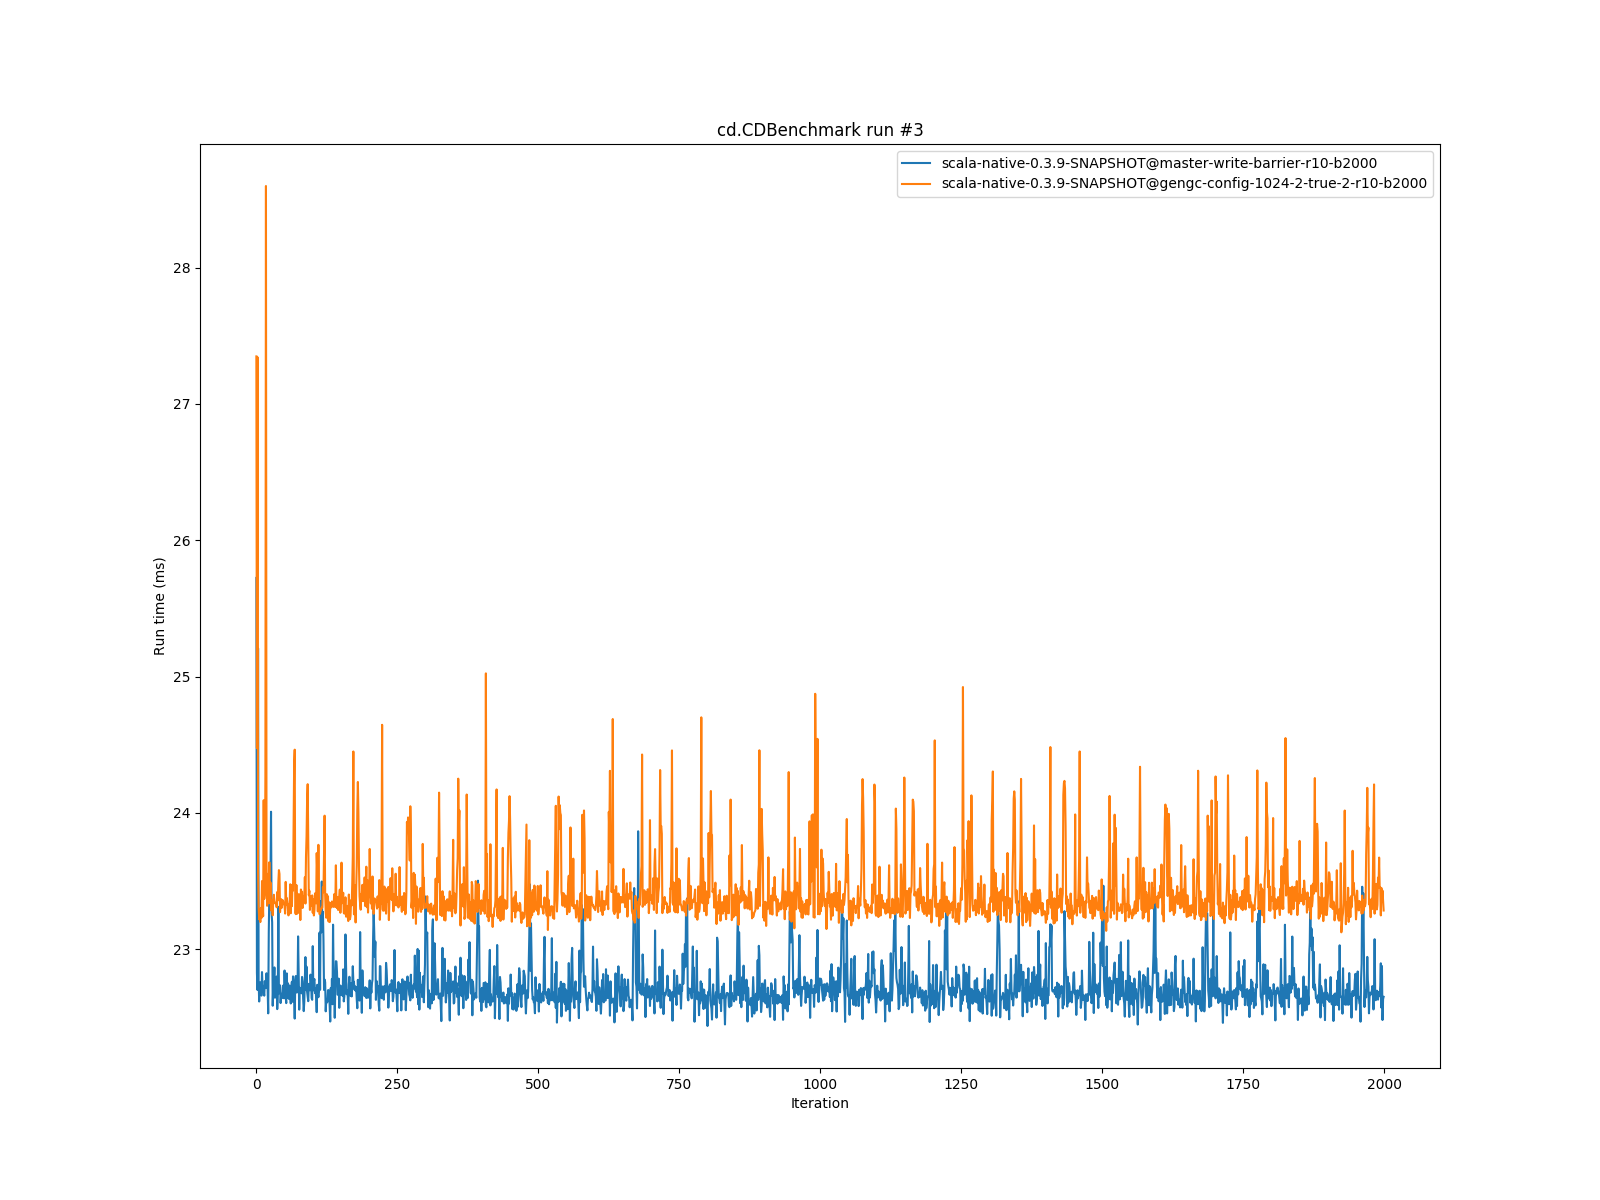 cd.CDBenchmark run #3
scala-native-0.3.9-SNAPSHOT@master-write-barrier-r10-b2000
scala-native-0.3.9-SNAPSHOT@gengc-config-1024-2-true-2-r10-b2000
28
27
26
25
24
23
Run time (ms)
0 250 500 750 1000 1250 1500 1750 2000
Iteration